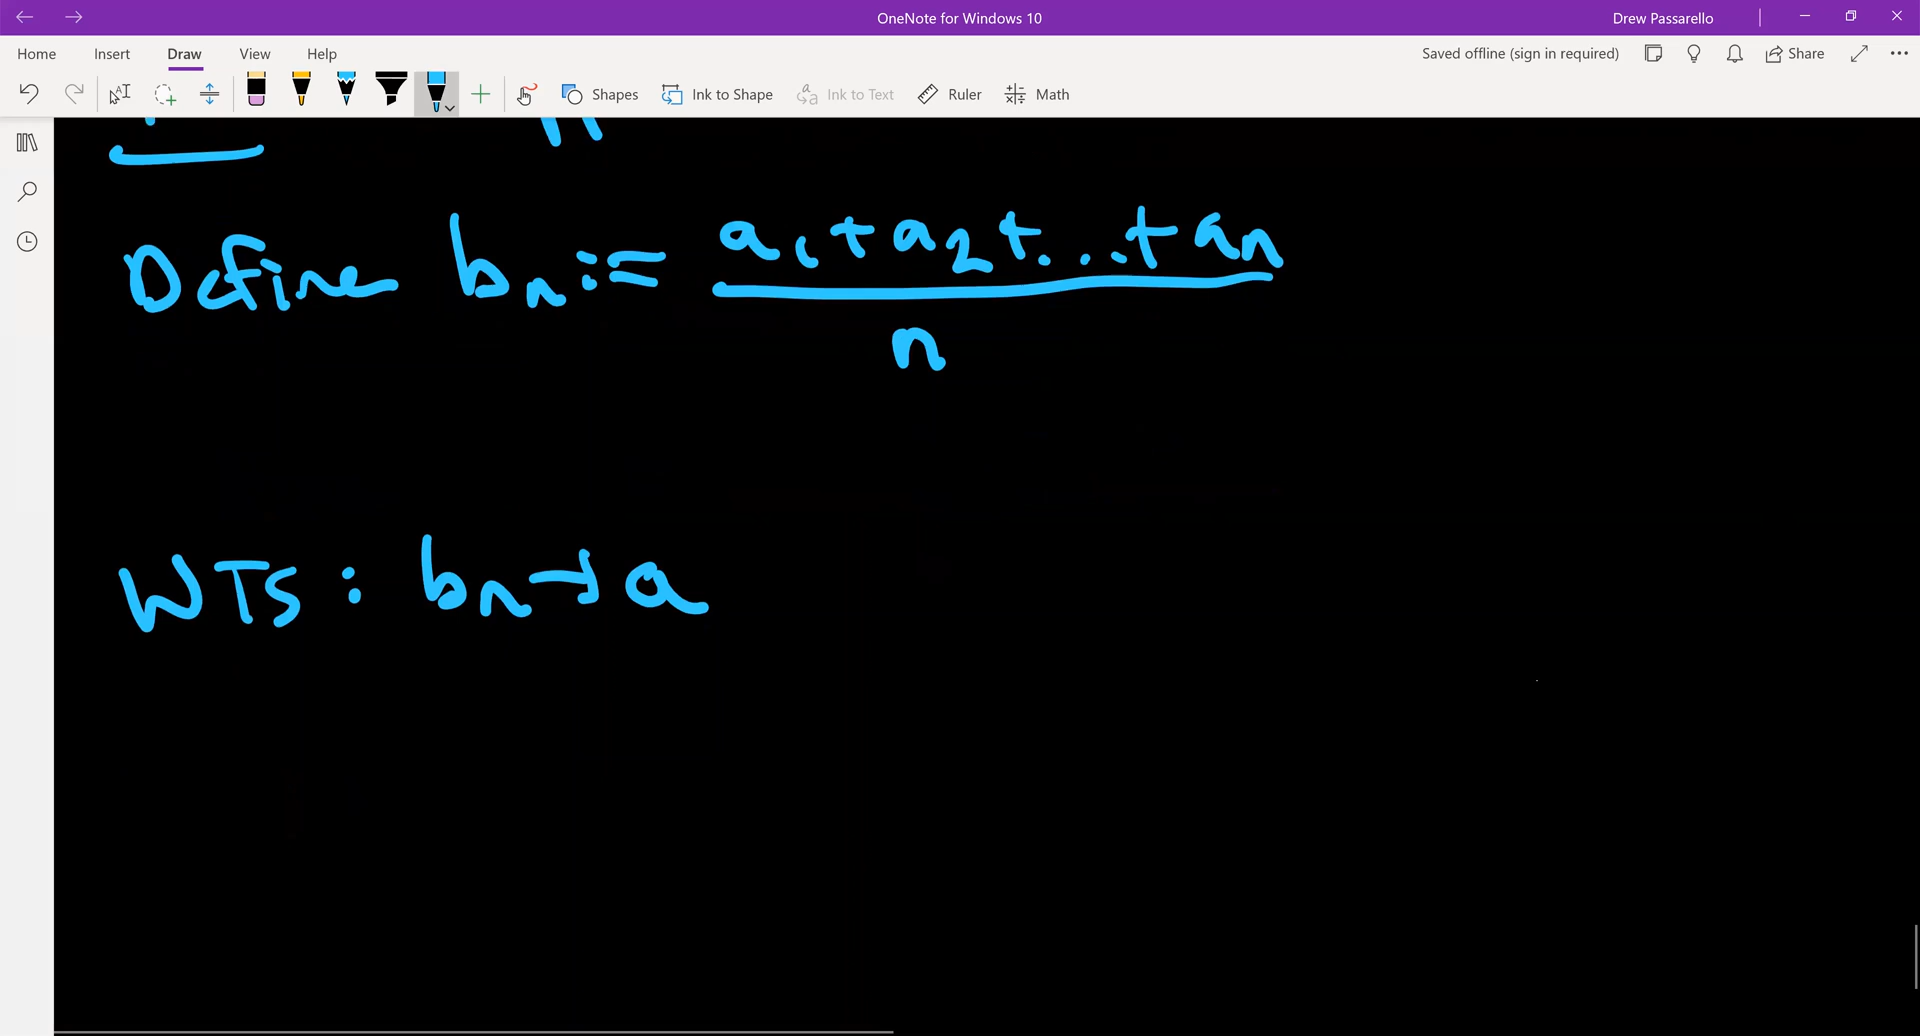 OneNote for Windows 10
Drew Passarello
Home Insert Draw View Help
Saved offline (sign in required) Share
Shapes Ink to Shape Ink to Text Ruler Math
Define bn := a1 + a2 + ... + an
n
WTS: bn → a